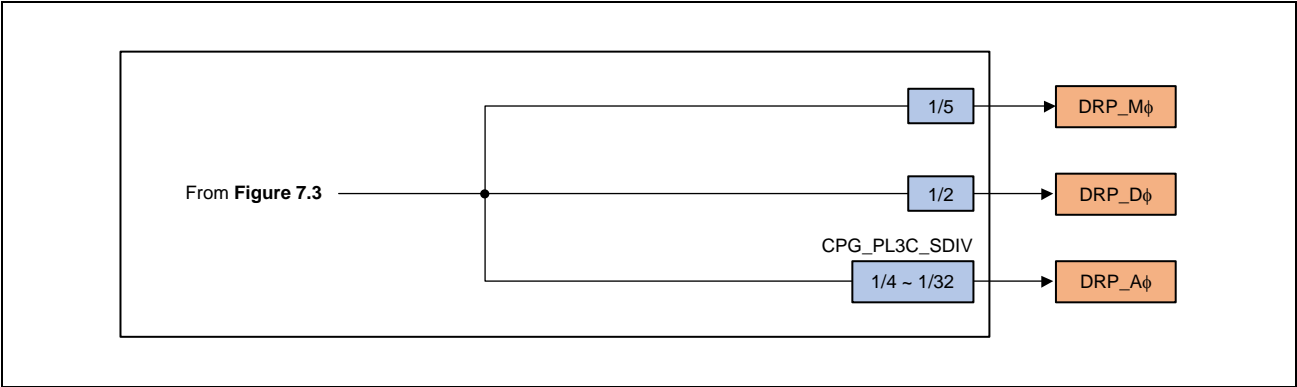 1/5
DRP_Mϕ
From Figure 7.3
1/2
DRP_Dϕ
CPG_PL3C_SDIV
1/4 ~ 1/32
DRP_Aϕ